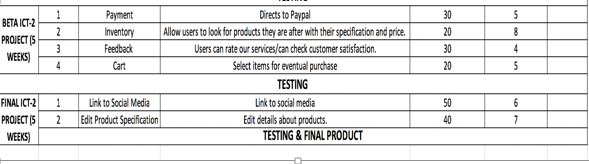 TESTING
BETA ICT-2 PROJECT (5 WEEKS)
1 Payment Directs to Paypal 30 5
2 Inventory Allow users to look for products they are after with their specification and price. 20 8
3 Feedback Users can rate our services/can check customer satisfaction. 30 4
4 Cart Select items for eventual purchase 20 5
TESTING
FINAL ICT-2 PROJECT (5 WEEKS)
1 Link to Social Media Link to social media 50 6
2 Edit Product Specification Edit details about products. 40 7
TESTING & FINAL PRODUCT